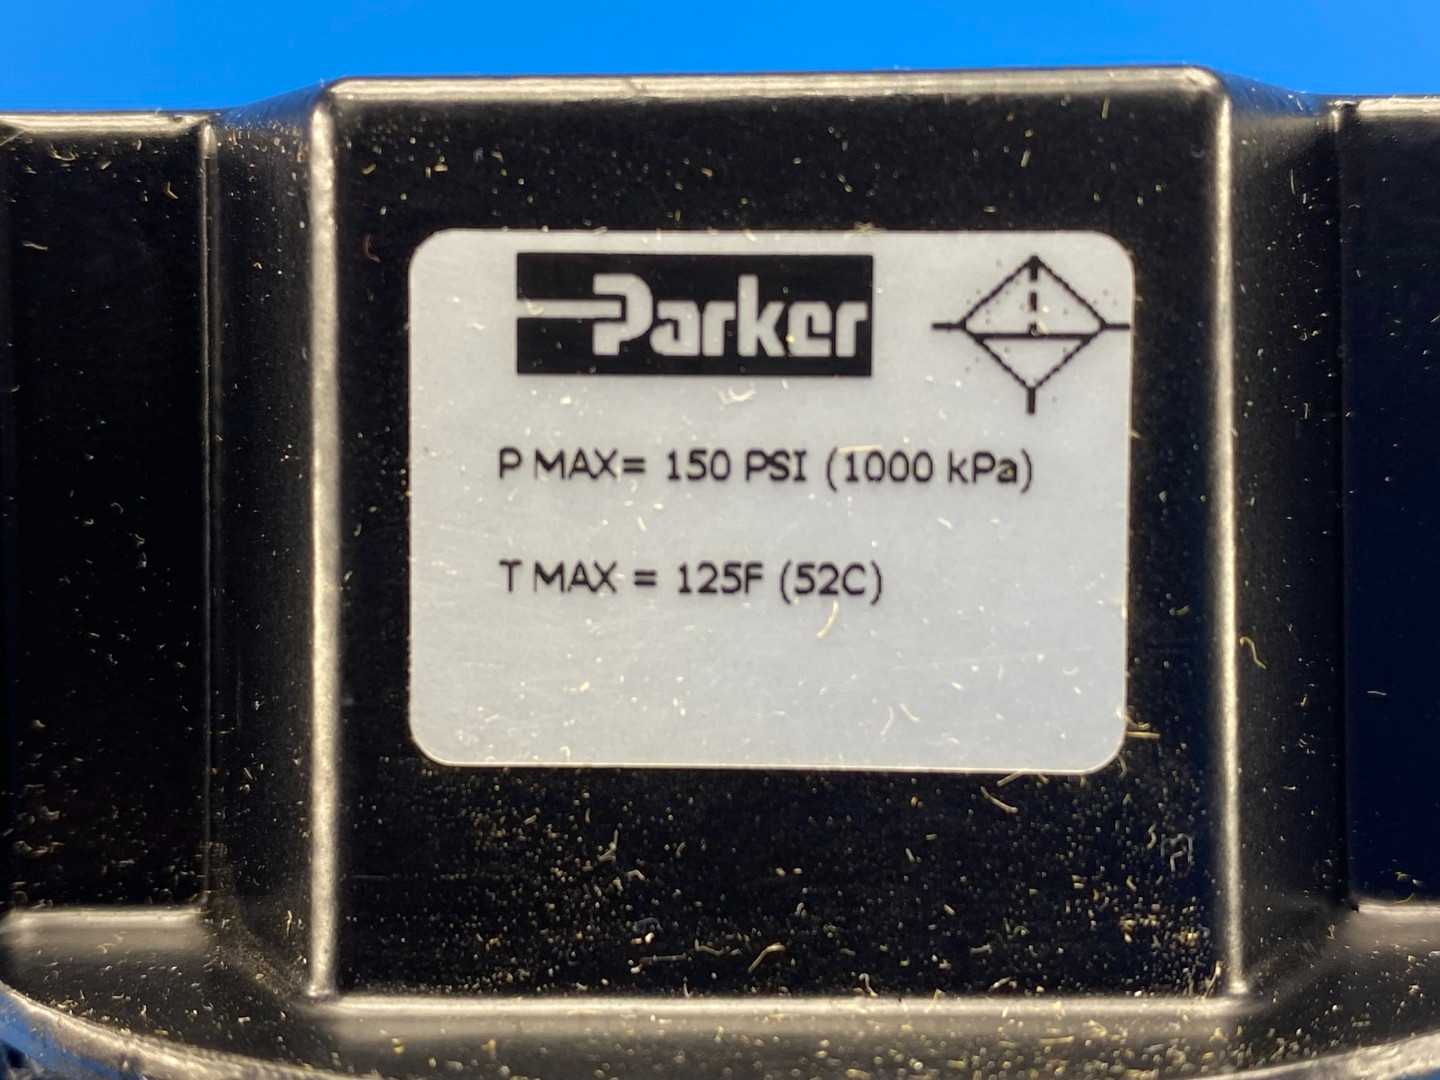 Parker
P MAX= 150 PSI (1000 kPa)
T MAX = 125F (52C)